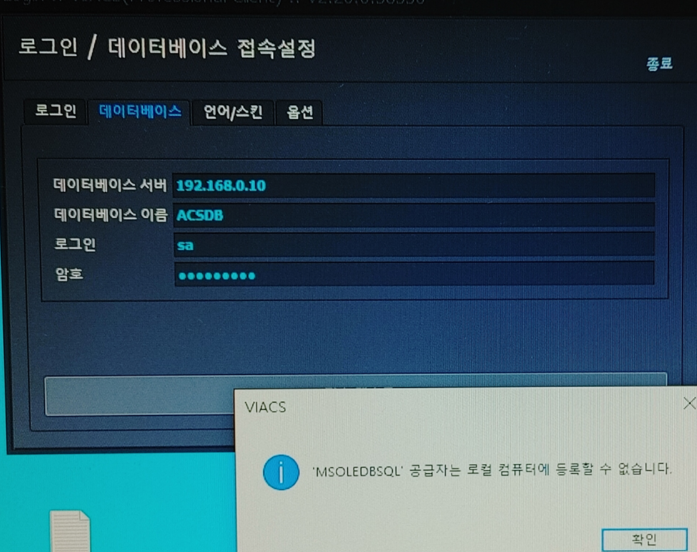 로그인 / 데이터베이스 접속설정
종료
로그인 데이터베이스 언어/스킨 옵션
데이터베이스 서버 192.168.0.10
데이터베이스 이름 ACSDB
로그인 sa
암호 ●●●●●●●●●
VIACS
'MSOLEDBSQL' 공급자는 로컬 컴퓨터에 등록할 수 없습니다.
확인